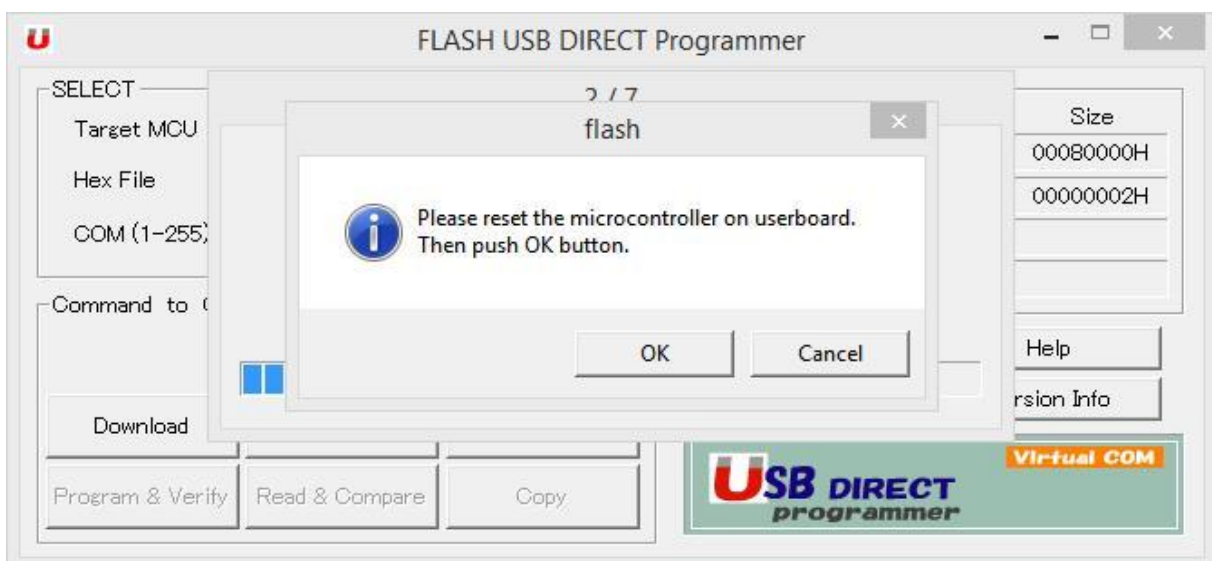 FLASH USB DIRECT Programmer
SELECT
Target MCU
Hex File
COM (1-255)
2 / 7
flash
Please reset the microcontroller on userboard.
Then push OK button.
OK
Cancel
Size
00080000H
00000002H
Command to
Help
rsion Info
Download
Program & Verify
Read & Compare
Copy
USB DIRECT
programmer
Virtual COM